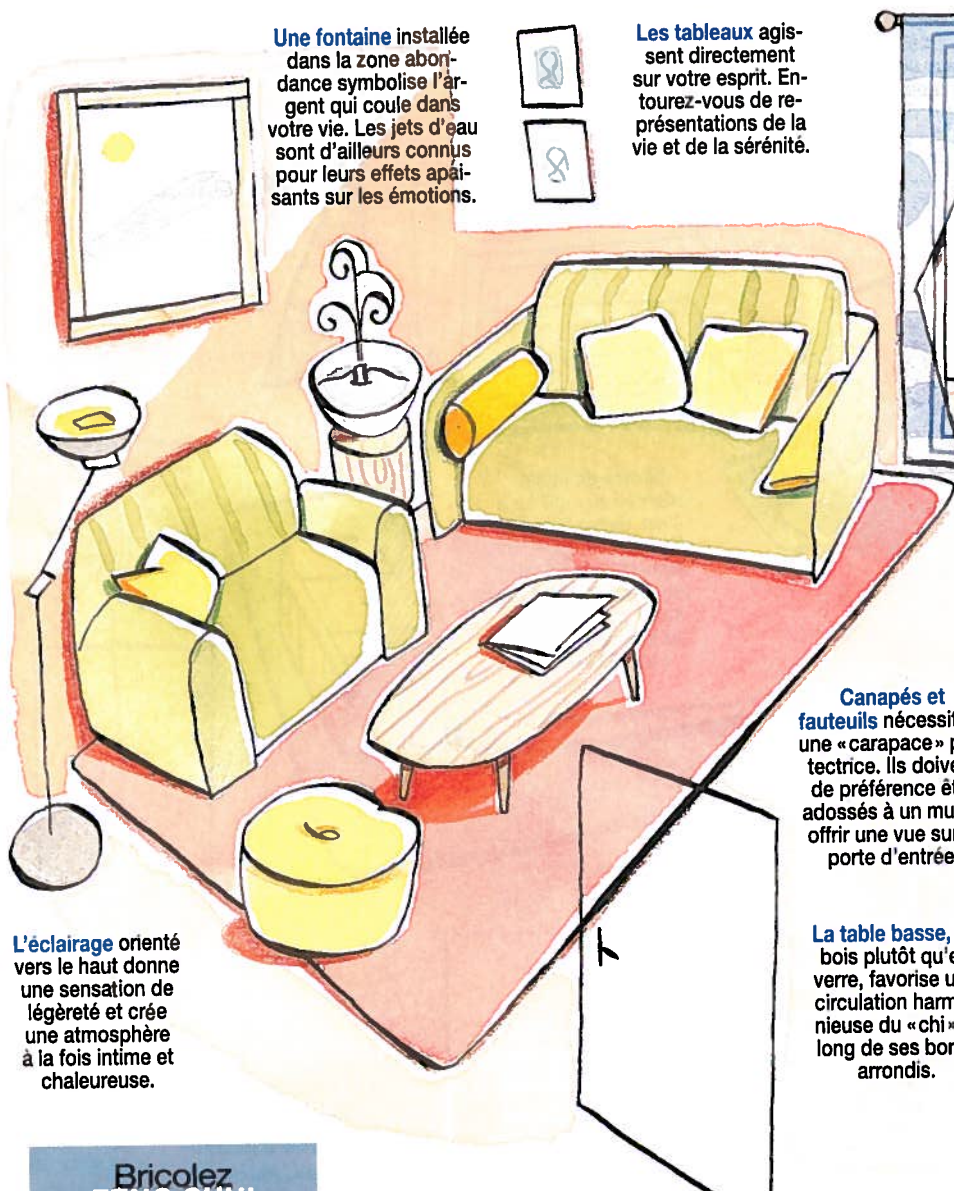 Une fontaine installée
dans la zone abon-
dance symbolise l'ar-
gent qui coule dans
votre vie. Les jets d'eau
sont d'ailleurs connus
pour leurs effets apai-
sants sur les émotions.
Les tableaux agis-
sent directement
sur votre esprit. En-
tourez-vous de re-
présentations de la
vie et de la sérénité.
Canapés et
fauteuils nécessit
une «carapace» p
tectrice. Ils doive
de préférence êt
adossés à un mu
offrir une vue sur
porte d'entrée
La table basse,
bois plutôt qu'e
verre, favorise u
circulation harm
nieuse du «chi»
long de ses bor
arrondis.
L'éclairage orienté
vers le haut donne
une sensation de
légèreté et crée
une atmosphère
à la fois intime et
chaleureuse.
Bricolez